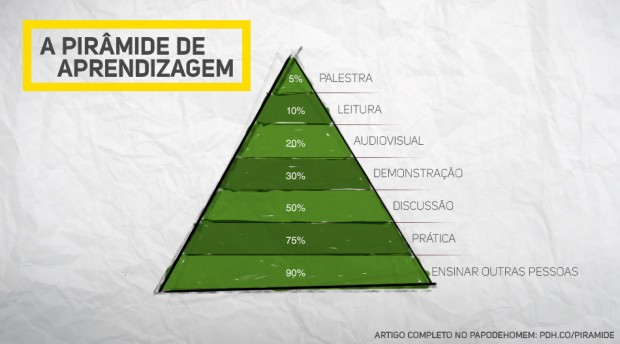 A PIRÂMIDE DE
APRENDIZAGEM
5% PALESTRA
10% LEITURA
20% AUDIOVISUAL
30% DEMONSTRAÇÃO
50% DISCUSSÃO
75% PRÁTICA
90% ENSINAR OUTRAS PESSOAS
ARTIGO COMPLETO NO PAPODEHOMEM: PDH.CO/PIRAMIDE